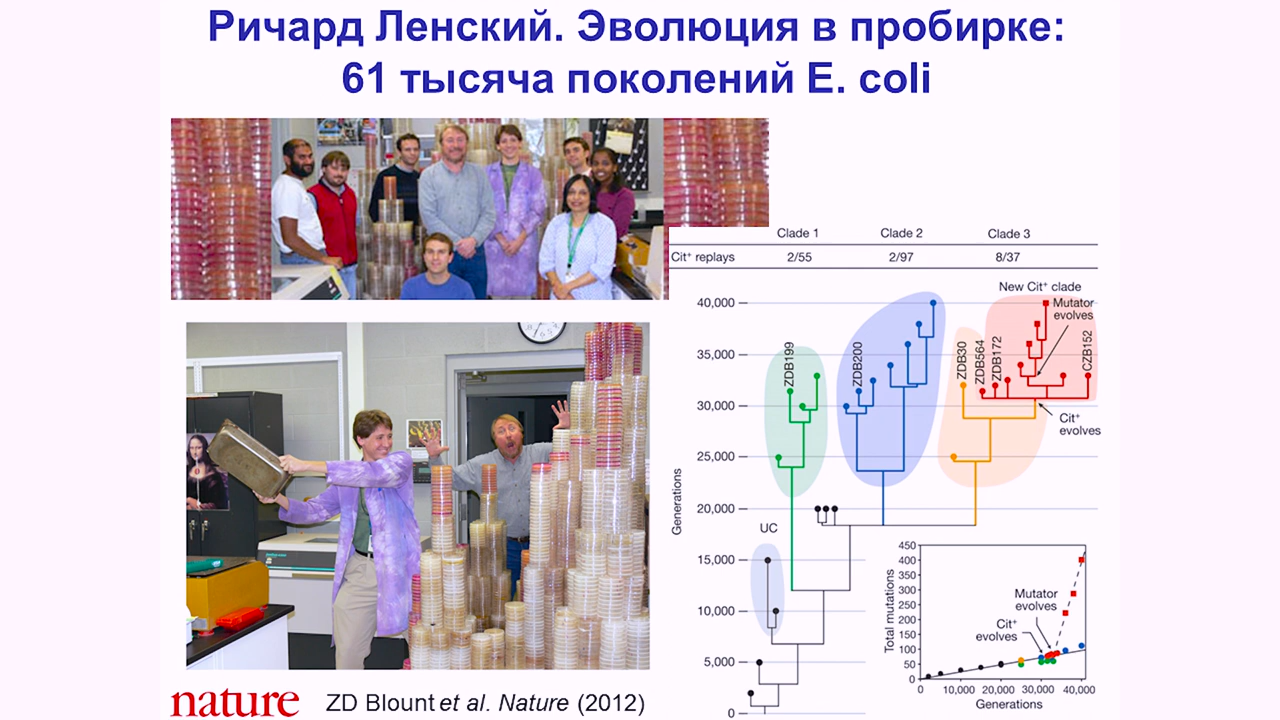 Ричард Ленский. Эволюция в пробирке:
61 тысяча поколений E. coli
Clade 1 Clade 2 Clade 3
Cit⁺ replays 2/55 2/97 8/37
New Cit⁺ clade
Mutator
evolves
40,000
35,000
30,000
25,000
20,000
15,000
10,000
5,000
0
Generations
ZDB199
ZDB200
ZDB30
ZDB564
ZDB172
CZB152
Cit⁺
evolves
UC
450
400
350
300
250
200
150
100
50
0
Total mutations
Mutator
evolves
Cit⁺
evolves
0 10,000 20,000 30,000 40,000
Generations
nature ZD Blount et al. Nature (2012)